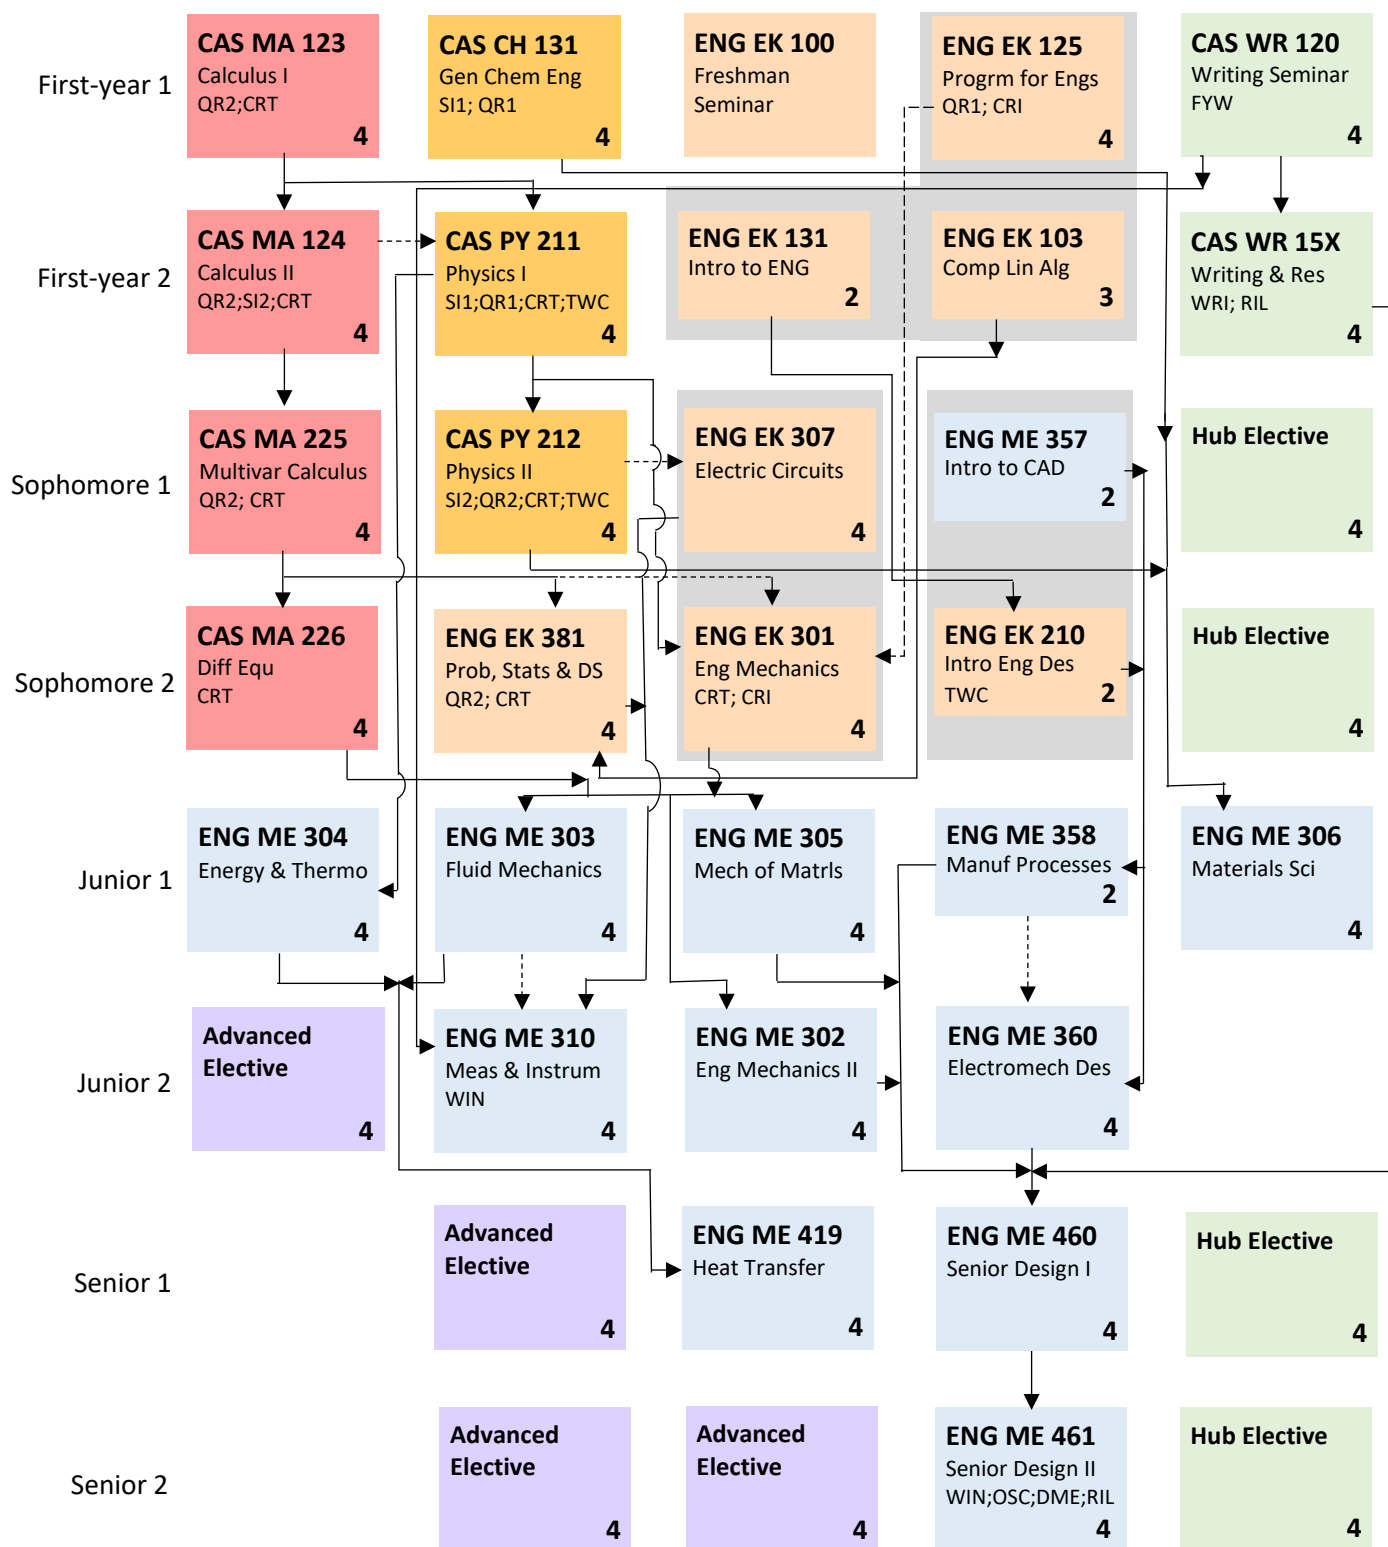 First-year 1
CAS MA 123
Calculus I
QR2;CRT
4
CAS CH 131
Gen Chem Eng
SI1; QR1
4
ENG EK 100
Freshman
Seminar
ENG EK 125
Progrm for Engs
QR1; CRI
4
CAS WR 120
Writing Seminar
FYW
4
First-year 2
CAS MA 124
Calculus II
QR2;SI2;CRT
4
CAS PY 211
Physics I
SI1;QR1;CRT;TWC
4
ENG EK 131
Intro to ENG
2
ENG EK 103
Comp Lin Alg
3
CAS WR 15X
Writing & Res
WRI; RIL
4
Sophomore 1
CAS MA 225
Multivar Calculus
QR2; CRT
4
CAS PY 212
Physics II
SI2;QR2;CRT;TWC
4
ENG EK 307
Electric Circuits
4
ENG ME 357
Intro to CAD
2
Hub Elective
4
Sophomore 2
CAS MA 226
Diff Equ
CRT
4
ENG EK 381
Prob, Stats & DS
QR2; CRT
4
ENG EK 301
Eng Mechanics
CRT; CRI
4
ENG EK 210
Intro Eng Des
TWC
2
Hub Elective
4
Junior 1
ENG ME 304
Energy & Thermo
4
ENG ME 303
Fluid Mechanics
4
ENG ME 305
Mech of Matrls
4
ENG ME 358
Manuf Processes
2
ENG ME 306
Materials Sci
4
Junior 2
Advanced
Elective
4
ENG ME 310
Meas & Instrum
WIN
4
ENG ME 302
Eng Mechanics II
4
ENG ME 360
Electromech Des
4
Senior 1
Advanced
Elective
4
ENG ME 419
Heat Transfer
4
ENG ME 460
Senior Design I
4
Hub Elective
4
Senior 2
Advanced
Elective
4
Advanced
Elective
4
ENG ME 461
Senior Design II
WIN;OSC;DME;RIL
4
Hub Elective
4